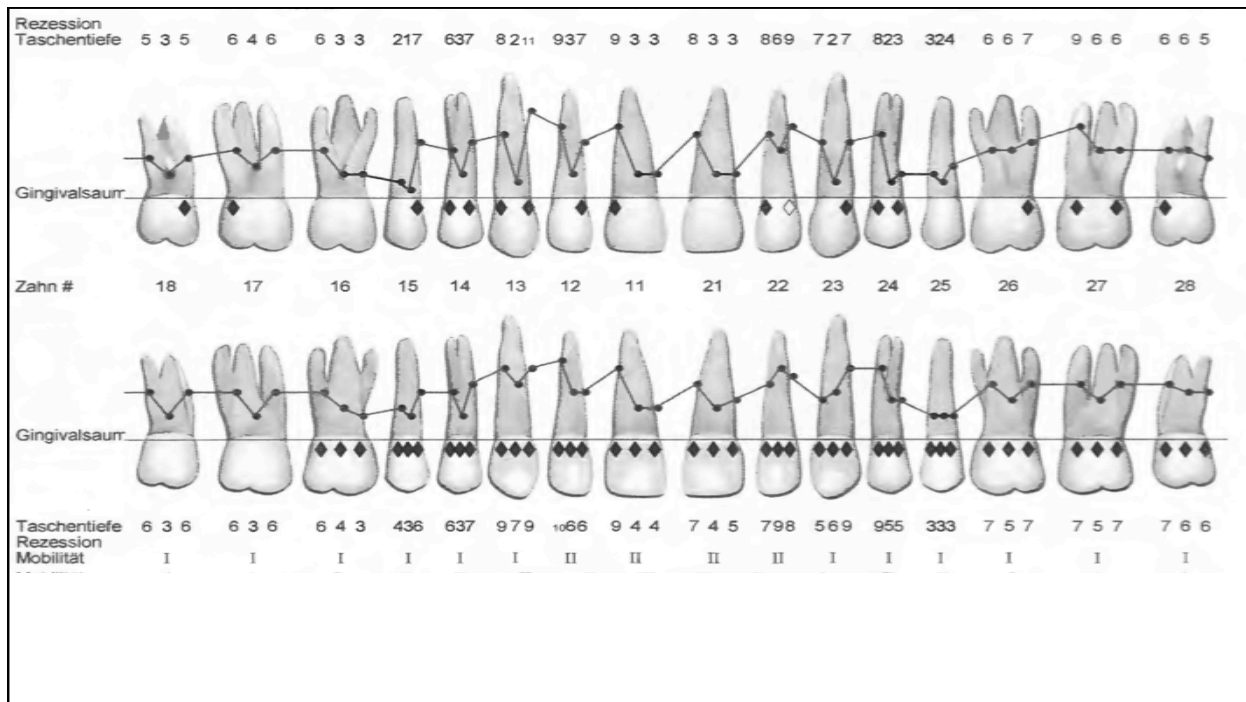 Rezession
Taschentiefe 5 3 5 6 4 6 6 3 3 217 637 8 2 11 937 9 3 3 8 3 3 869 727 823 324 6 6 7 9 6 6 6 6 5
Gingivalsaum
Zahn # 18 17 16 15 14 13 12 11 21 22 23 24 25 26 27 28
Gingivalsaum
Taschentiefe 6 3 6 6 3 6 6 4 3 436 637 979 1066 9 4 4 7 4 5 798 569 955 333 7 5 7 7 5 7 7 6 6
Rezession
Mobilität I I I I I I II II II II I I I I I I